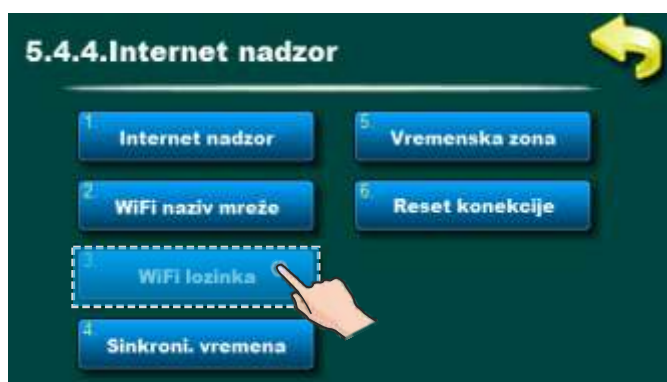 5.4.4.Internet nadzor
1. Internet nadzor
2. WiFi naziv mreže
3. WiFi lozinka
4. Sinkroni. vremena
5. Vremenska zona
6. Reset konekcije